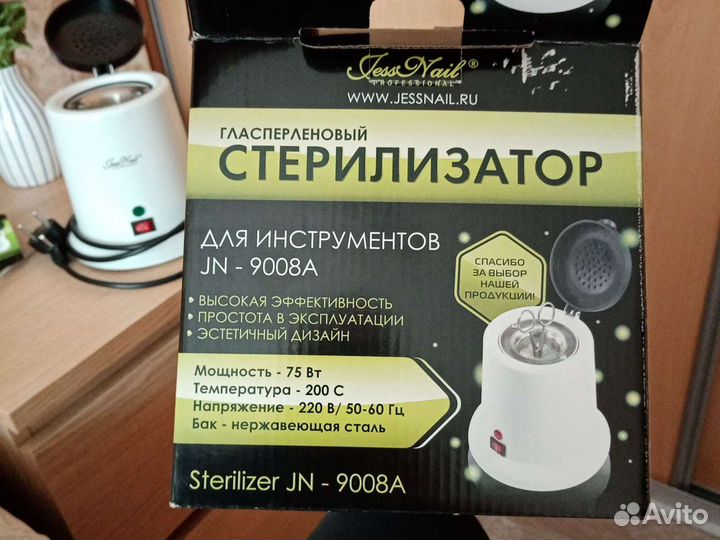 JessNail®
PROFESSIONAL
WWW.JESSNAIL.RU
ГЛАСПЕРЛЕНОВЫЙ
СТЕРИЛИЗАТОР
ДЛЯ ИНСТРУМЕНТОВ
JN - 9008A
• ВЫСОКАЯ ЭФФЕКТИВНОСТЬ
• ПРОСТОТА В ЭКСПЛУАТАЦИИ
• ЭСТЕТИЧНЫЙ ДИЗАЙН
СПАСИБО
ЗА ВЫБОР
НАШЕЙ
ПРОДУКЦИИ!
Мощность - 75 Вт
Температура - 200 С
Напряжение - 220 В/ 50-60 Гц
Бак - нержавеющая сталь
Sterilizer JN - 9008A
JessNail
Avito